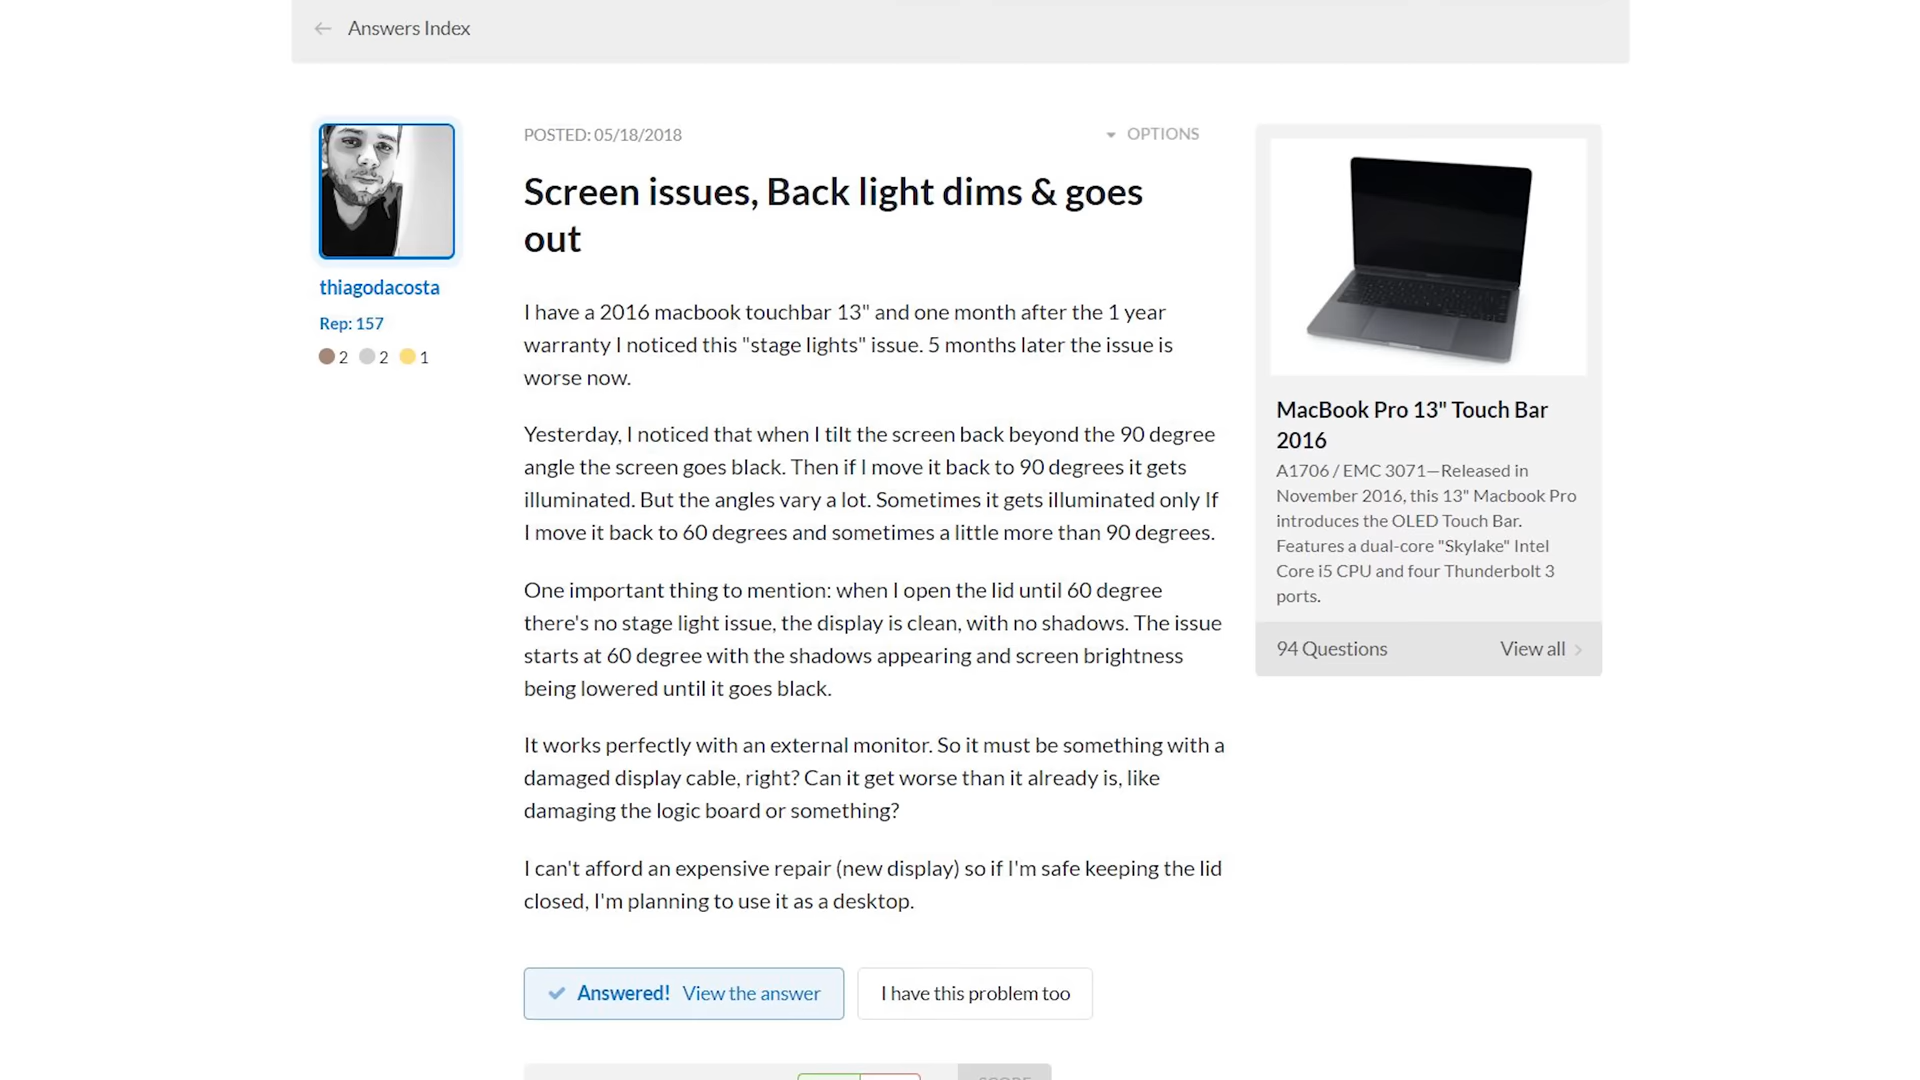 Answers Index
POSTED: 05/18/2018
OPTIONS
Screen issues, Back light dims & goes
out
thiagodacosta
Rep: 157
2 2 1
I have a 2016 macbook touchbar 13" and one month after the 1 year
warranty I noticed this "stage lights" issue. 5 months later the issue is
worse now.
Yesterday, I noticed that when I tilt the screen back beyond the 90 degree
angle the screen goes black. Then if I move it back to 90 degrees it gets
illuminated. But the angles vary a lot. Sometimes it gets illuminated only If
I move it back to 60 degrees and sometimes a little more than 90 degrees.
One important thing to mention: when I open the lid until 60 degree
there's no stage light issue, the display is clean, with no shadows. The issue
starts at 60 degree with the shadows appearing and screen brightness
being lowered until it goes black.
It works perfectly with an external monitor. So it must be something with a
damaged display cable, right? Can it get worse than it already is, like
damaging the logic board or something?
I can't afford an expensive repair (new display) so if I'm safe keeping the lid
closed, I'm planning to use it as a desktop.
Answered! View the answer
I have this problem too
MacBook Pro 13" Touch Bar
2016
A1706 / EMC 3071—Released in
November 2016, this 13" Macbook Pro
introduces the OLED Touch Bar.
Features a dual-core "Skylake" Intel
Core i5 CPU and four Thunderbolt 3
ports.
94 Questions
View all